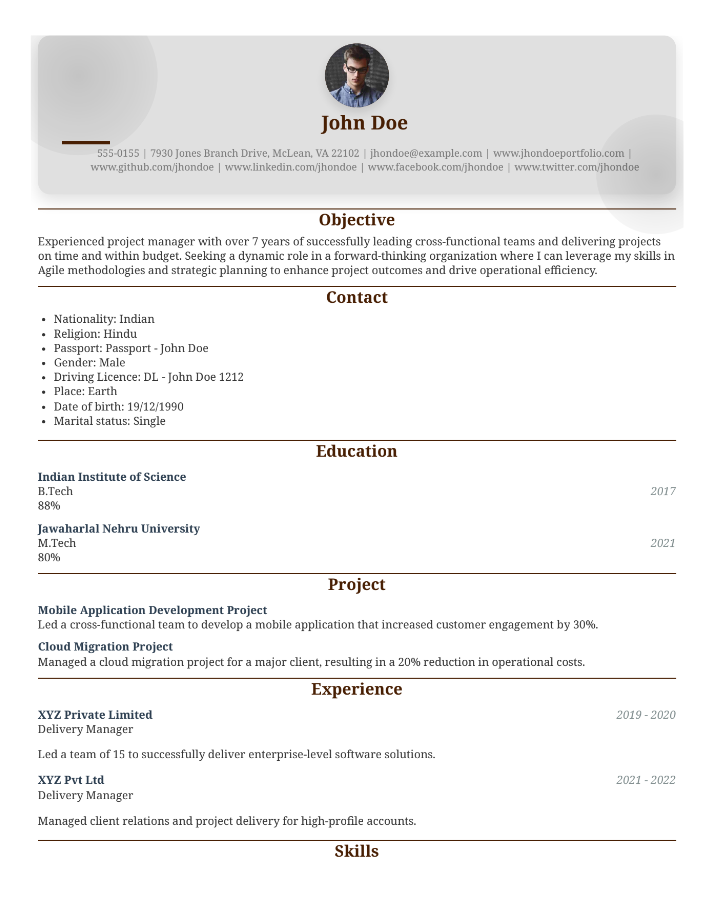 John Doe
555-0155 | 7930 Jones Branch Drive, McLean, VA 22102 | jhondoe@example.com | www.jhondoeportfolio.com |
www.github.com/jhondoe | www.linkedin.com/jhondoe | www.facebook.com/jhondoe | www.twitter.com/jhondoe
Objective
Experienced project manager with over 7 years of successfully leading cross-functional teams and delivering projects
on time and within budget. Seeking a dynamic role in a forward-thinking organization where I can leverage my skills in
Agile methodologies and strategic planning to enhance project outcomes and drive operational efficiency.
Contact
• Nationality: Indian
• Religion: Hindu
• Passport: Passport - John Doe
• Gender: Male
• Driving Licence: DL - John Doe 1212
• Place: Earth
• Date of birth: 19/12/1990
• Marital status: Single
Education
Indian Institute of Science
B.Tech 2017
88%
Jawaharlal Nehru University
M.Tech 2021
80%
Project
Mobile Application Development Project
Led a cross-functional team to develop a mobile application that increased customer engagement by 30%.
Cloud Migration Project
Managed a cloud migration project for a major client, resulting in a 20% reduction in operational costs.
Experience
XYZ Private Limited 2019 - 2020
Delivery Manager
Led a team of 15 to successfully deliver enterprise-level software solutions.
XYZ Pvt Ltd 2021 - 2022
Delivery Manager
Managed client relations and project delivery for high-profile accounts.
Skills